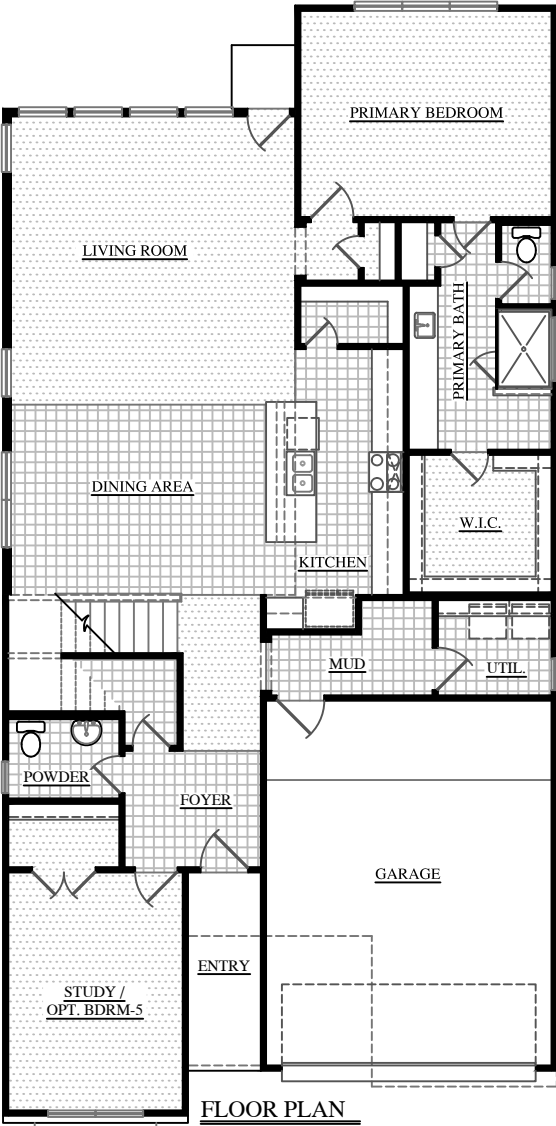 PRIMARY BEDROOM
LIVING ROOM
PRIMARY BATH
DINING AREA
W.I.C.
KITCHEN
MUD
UTIL.
POWDER
FOYER
GARAGE
ENTRY
STUDY /
OPT. BDRM-5
FLOOR PLAN